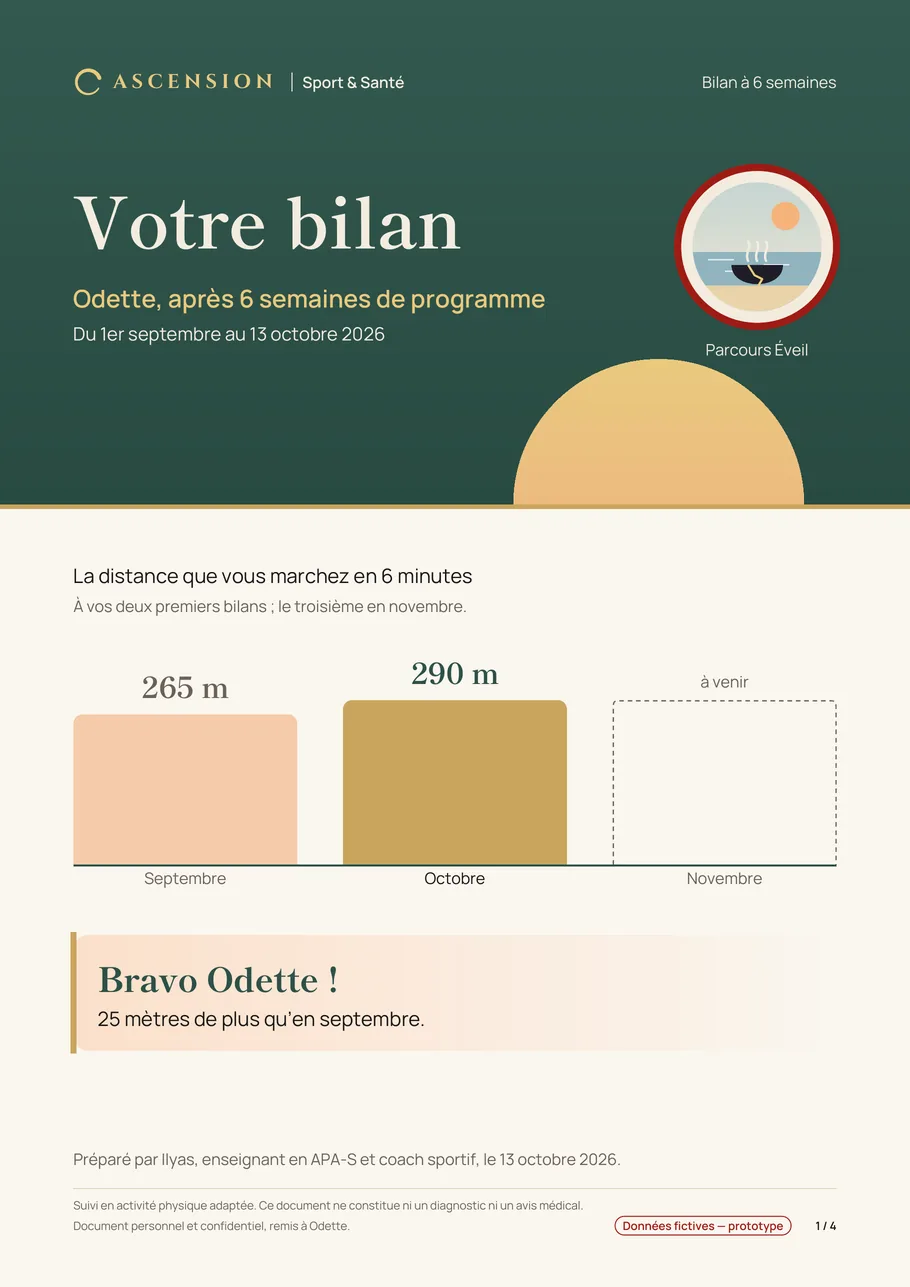 ASCENSION | Sport & Santé
Bilan à 6 semaines
Votre bilan
Odette, après 6 semaines de programme
Du 1er septembre au 13 octobre 2026
Parcours Éveil
La distance que vous marchez en 6 minutes
À vos deux premiers bilans ; le troisième en novembre.
265 m
290 m
à venir
Septembre
Octobre
Novembre
Bravo Odette !
25 mètres de plus qu'en septembre.
Préparé par Ilyas, enseignant en APA-S et coach sportif, le 13 octobre 2026.
Suivi en activité physique adaptée. Ce document ne constitue ni un diagnostic ni un avis médical.
Document personnel et confidentiel, remis à Odette.
Données fictives — prototype
1 / 4